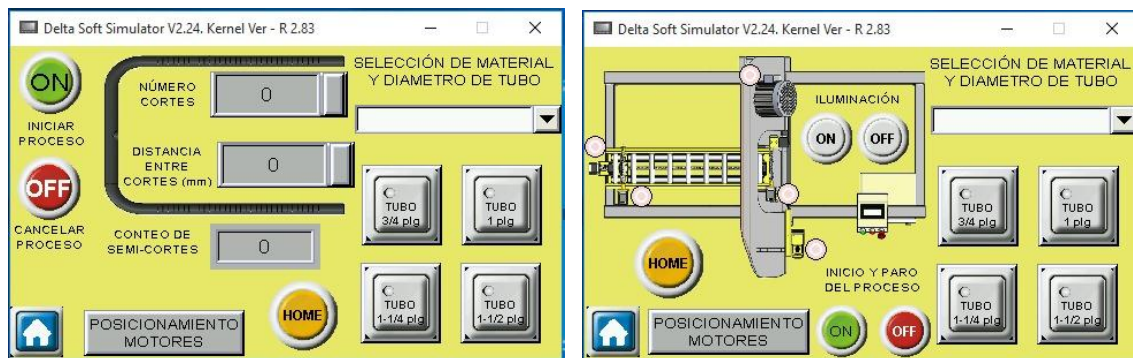 Delta Soft Simulator V2.24. Kernel Ver - R 2.83
ON
INICIAR
PROCESO
OFF
CANCELAR
PROCESO
NÚMERO
CORTES
0
DISTANCIA
ENTRE
CORTES (mm)
0
CONTEO DE
SEMI-CORTES
0
SELECCIÓN DE MATERIAL
Y DIAMETRO DE TUBO
TUBO
3/4 plg
TUBO
1 plg
TUBO
1-1/4 plg
TUBO
1-1/2 plg
HOME
POSICIONAMIENTO
MOTORES
Delta Soft Simulator V2.24. Kernel Ver - R 2.83
SELECCIÓN DE MATERIAL
Y DIAMETRO DE TUBO
ILUMINACIÓN
ON
OFF
TUBO
3/4 plg
TUBO
1 plg
TUBO
1-1/4 plg
TUBO
1-1/2 plg
HOME
INICIO Y PARO
DEL PROCESO
ON
OFF
POSICIONAMIENTO
MOTORES